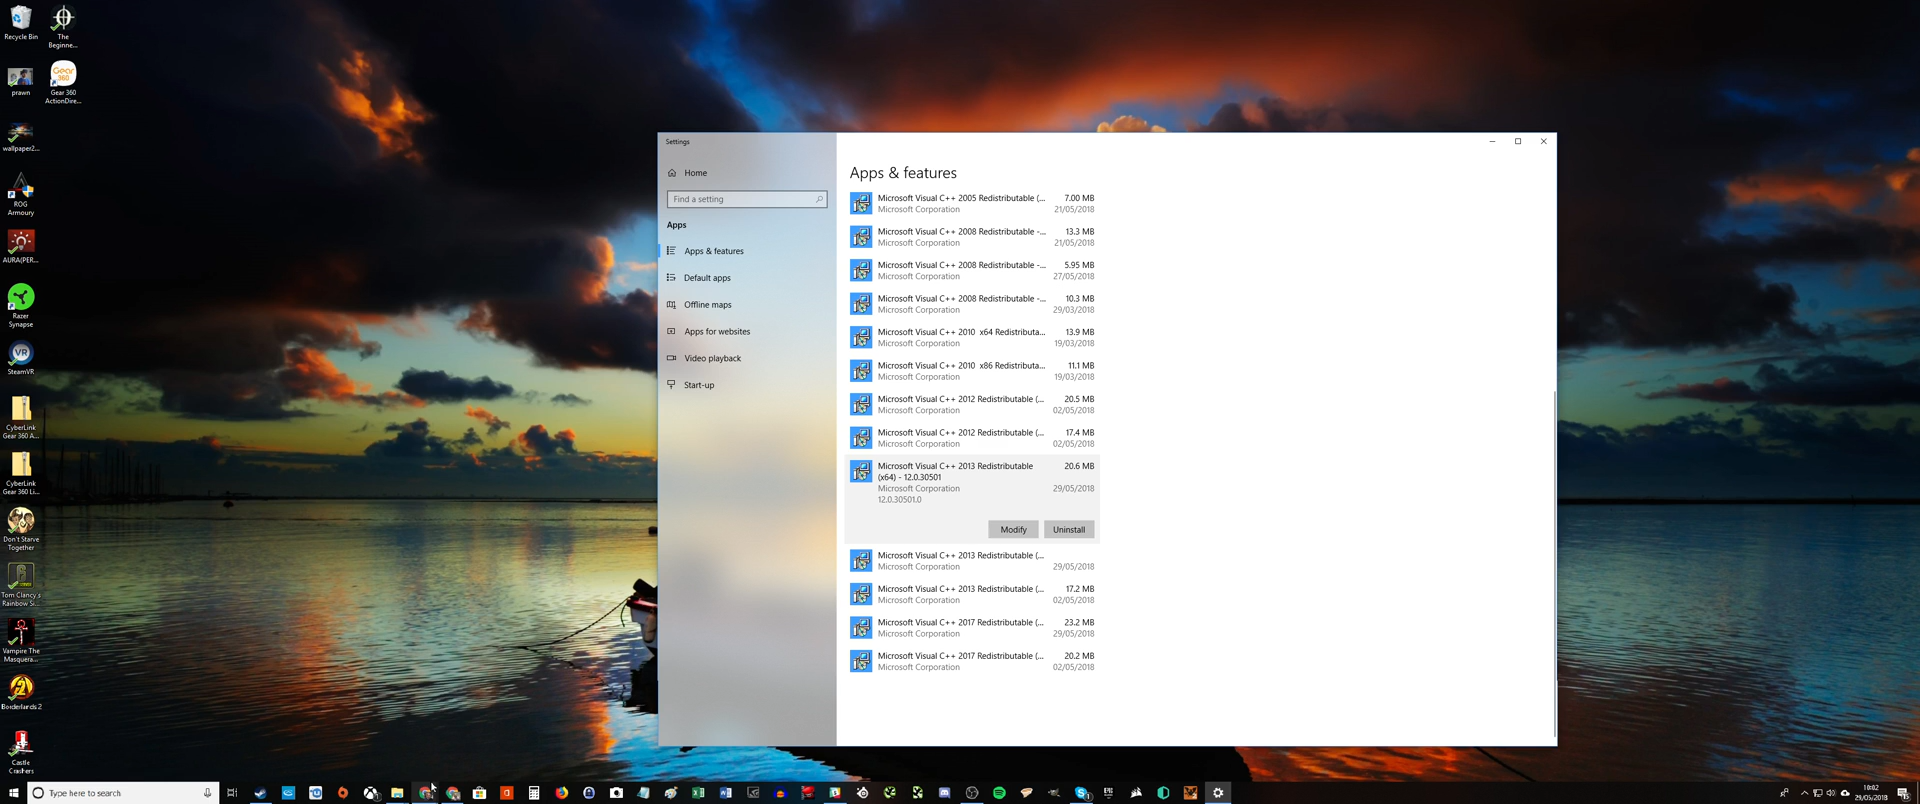 Recycle Bin
The
Beginne...
prawn
Gear 360
ActionDire...
wallpaper2...
ROG
Armoury
AURA(PER...
Razer
Synapse
VR
SteamVR
CyberLink
Gear 360 A...
CyberLink
Gear 360 Li...
Don't Starve
Together
Tom Clancy's
Rainbow Si...
Vampire The
Masquera...
Borderlands 2
Castle
Crashers
Settings
Home
Find a setting
Apps
Apps & features
Default apps
Offline maps
Apps for websites
Video playback
Start-up
Apps & features
Microsoft Visual C++ 2005 Redistributable (... 7.00 MB
Microsoft Corporation 21/05/2018
Microsoft Visual C++ 2008 Redistributable -... 13.3 MB
Microsoft Corporation 21/05/2018
Microsoft Visual C++ 2008 Redistributable -... 5.95 MB
Microsoft Corporation 27/05/2018
Microsoft Visual C++ 2008 Redistributable -... 10.3 MB
Microsoft Corporation 29/03/2018
Microsoft Visual C++ 2010 x64 Redistributa... 13.9 MB
Microsoft Corporation 19/03/2018
Microsoft Visual C++ 2010 x86 Redistributa... 11.1 MB
Microsoft Corporation 19/03/2018
Microsoft Visual C++ 2012 Redistributable (... 20.5 MB
Microsoft Corporation 02/05/2018
Microsoft Visual C++ 2012 Redistributable (... 17.4 MB
Microsoft Corporation 02/05/2018
Microsoft Visual C++ 2013 Redistributable 20.6 MB
(x64) - 12.0.30501
Microsoft Corporation 29/05/2018
12.0.30501.0
Modify Uninstall
Microsoft Visual C++ 2013 Redistributable (...
Microsoft Corporation 29/05/2018
Microsoft Visual C++ 2013 Redistributable (... 17.2 MB
Microsoft Corporation 02/05/2018
Microsoft Visual C++ 2017 Redistributable (... 23.2 MB
Microsoft Corporation 29/05/2018
Microsoft Visual C++ 2017 Redistributable (... 20.2 MB
Microsoft Corporation 02/05/2018
Type here to search
18:02
29/05/2018